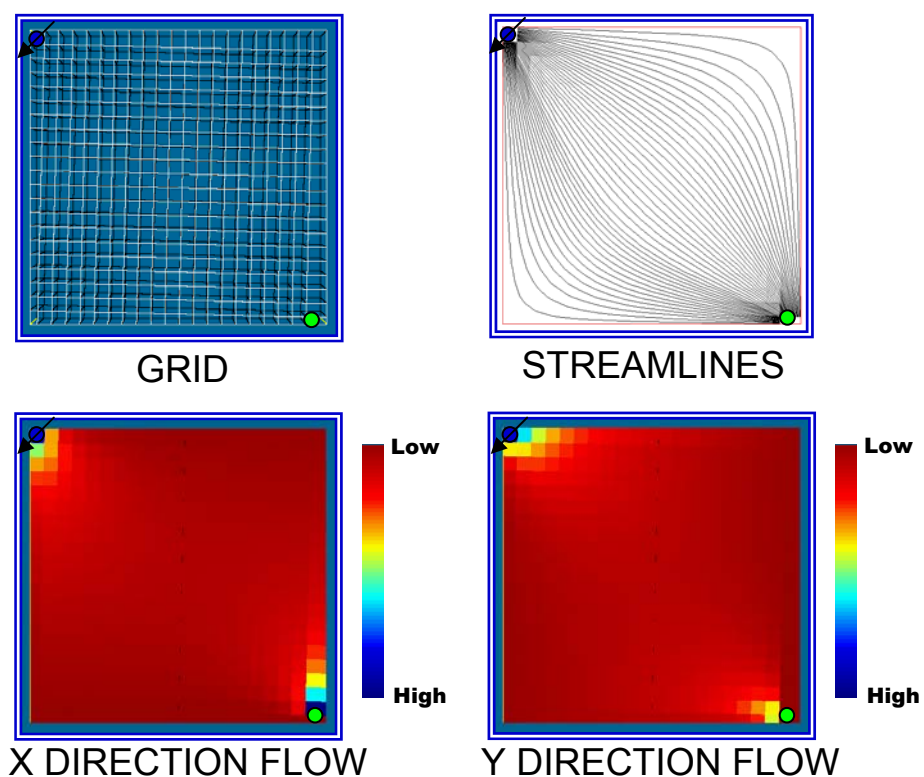 GRID
STREAMLINES
Low
High
X DIRECTION FLOW
Low
High
Y DIRECTION FLOW